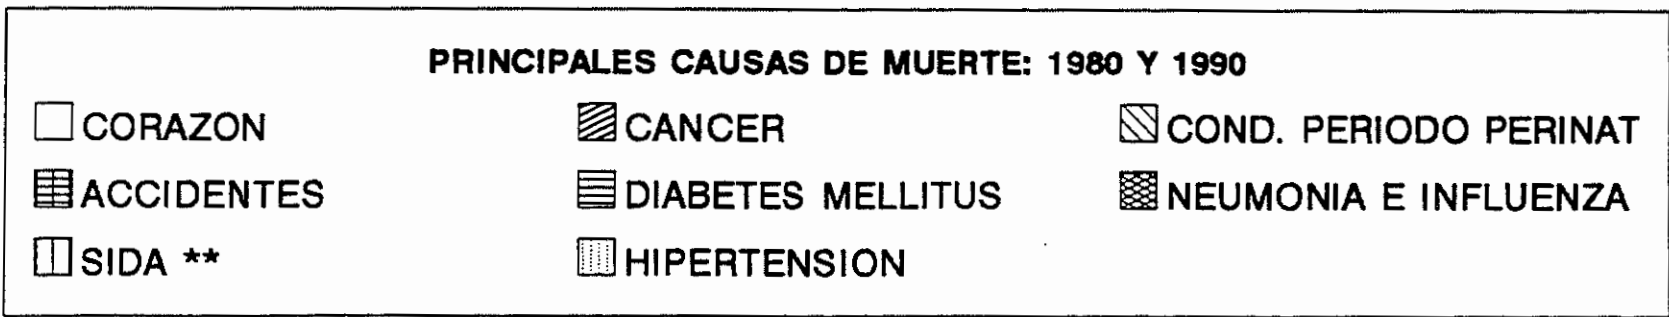 PRINCIPALES CAUSAS DE MUERTE: 1980 Y 1990
CORAZON CANCER COND. PERIODO PERINAT
ACCIDENTES DIABETES MELLITUS NEUMONIA E INFLUENZA
SIDA ** HIPERTENSION